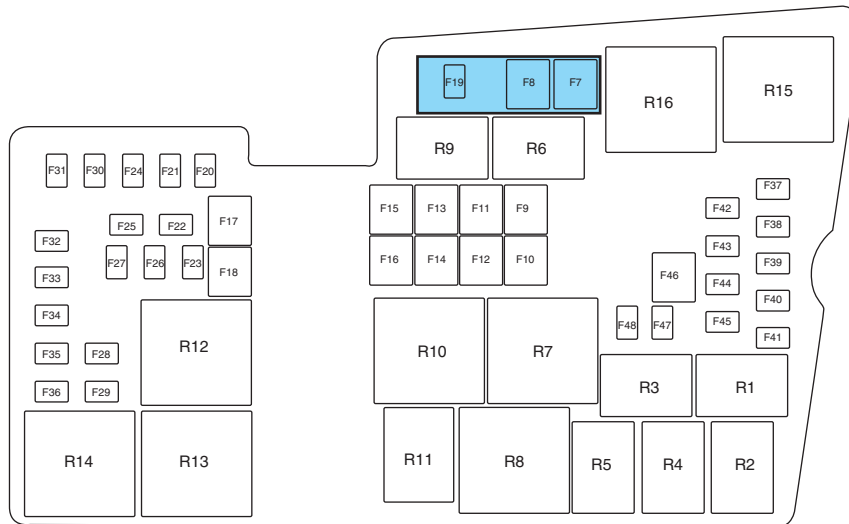 F19 F8 F7
R16 R15
R9 R6
F31 F30 F24 F21 F20
F37
F15 F13 F11 F9
F42
F25 F22 F17
F38
F32
F16 F14 F12 F10
F43
F27 F26 F23 F18
F39
F33
F46 F44
F40
F34
F48 F47 F45
F41
R12 R10 R7
F35 F28
F36 F29
R3 R1
R14 R13 R11 R8 R5 R4 R2